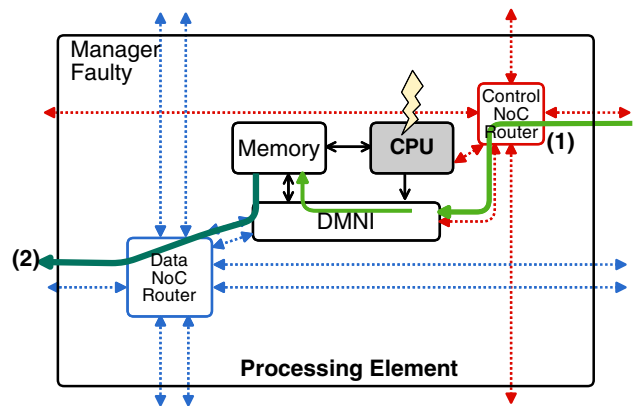 Manager
Faulty
Control
NoC
Router
(1)
Memory
CPU
DMNI
(2)
Data
NoC
Router
Processing Element